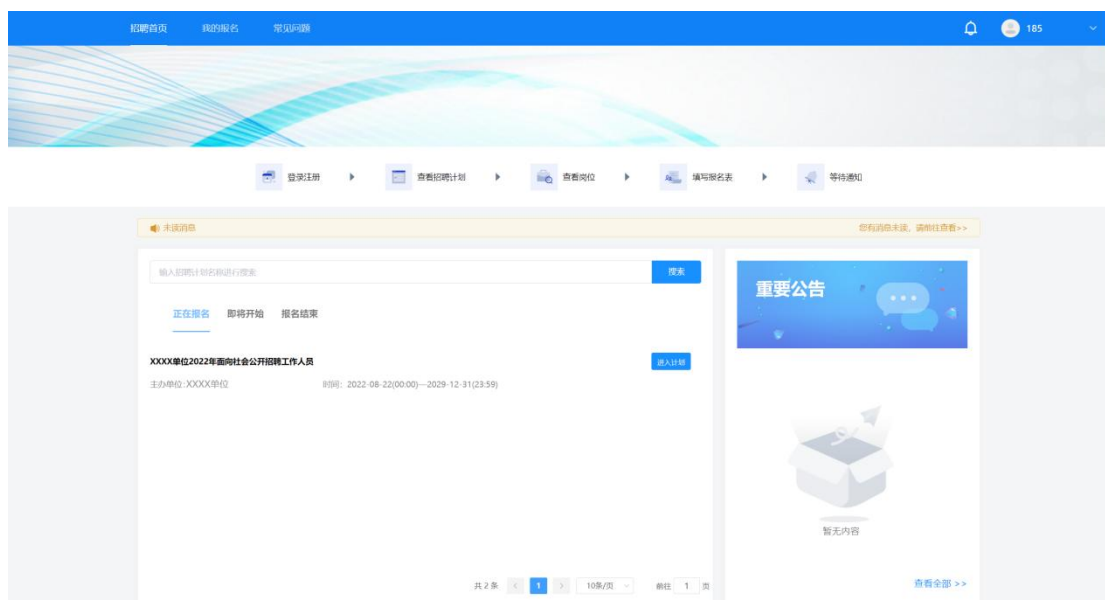 招聘首页 我的报名 常见问题 185
登录注册 查看招聘计划 查看岗位 填写报名表 等待通知
未读消息 您有消息未读，请前往查看>>
输入招聘计划名称进行搜索 搜索
重要公告
正在报名 即将开始 报名结束
XXXX单位2022年面向社会公开招聘工作人员 进入计划
主办单位:XXXX单位 时间：2022-08-22(00:00)—2029-12-31(23:59)
暂无内容
共 2 条 < 1 > 10条/页 前往 1 页
查看全部 >>